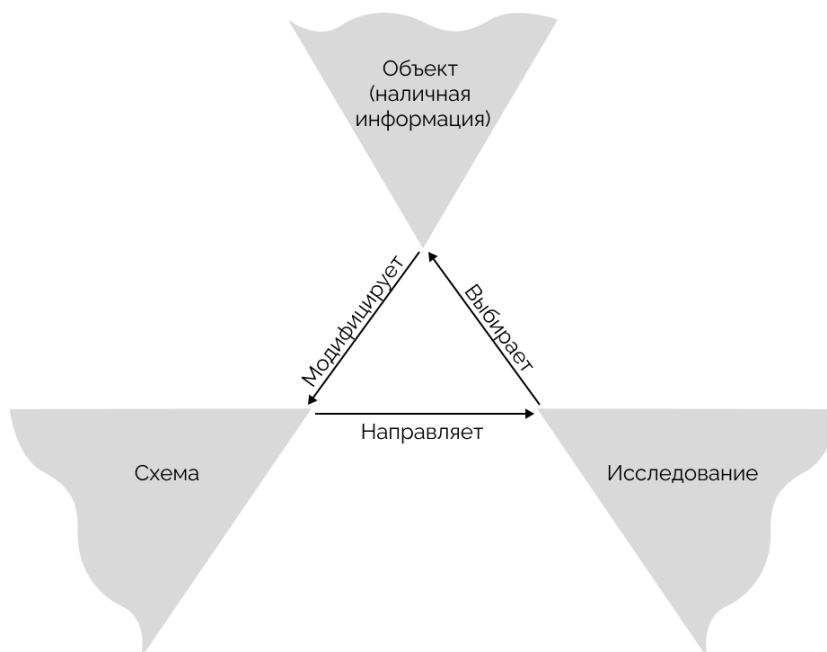 Объект
(наличная
информация)
Модифицирует
Выбирает
Направляет
Схема
Исследование